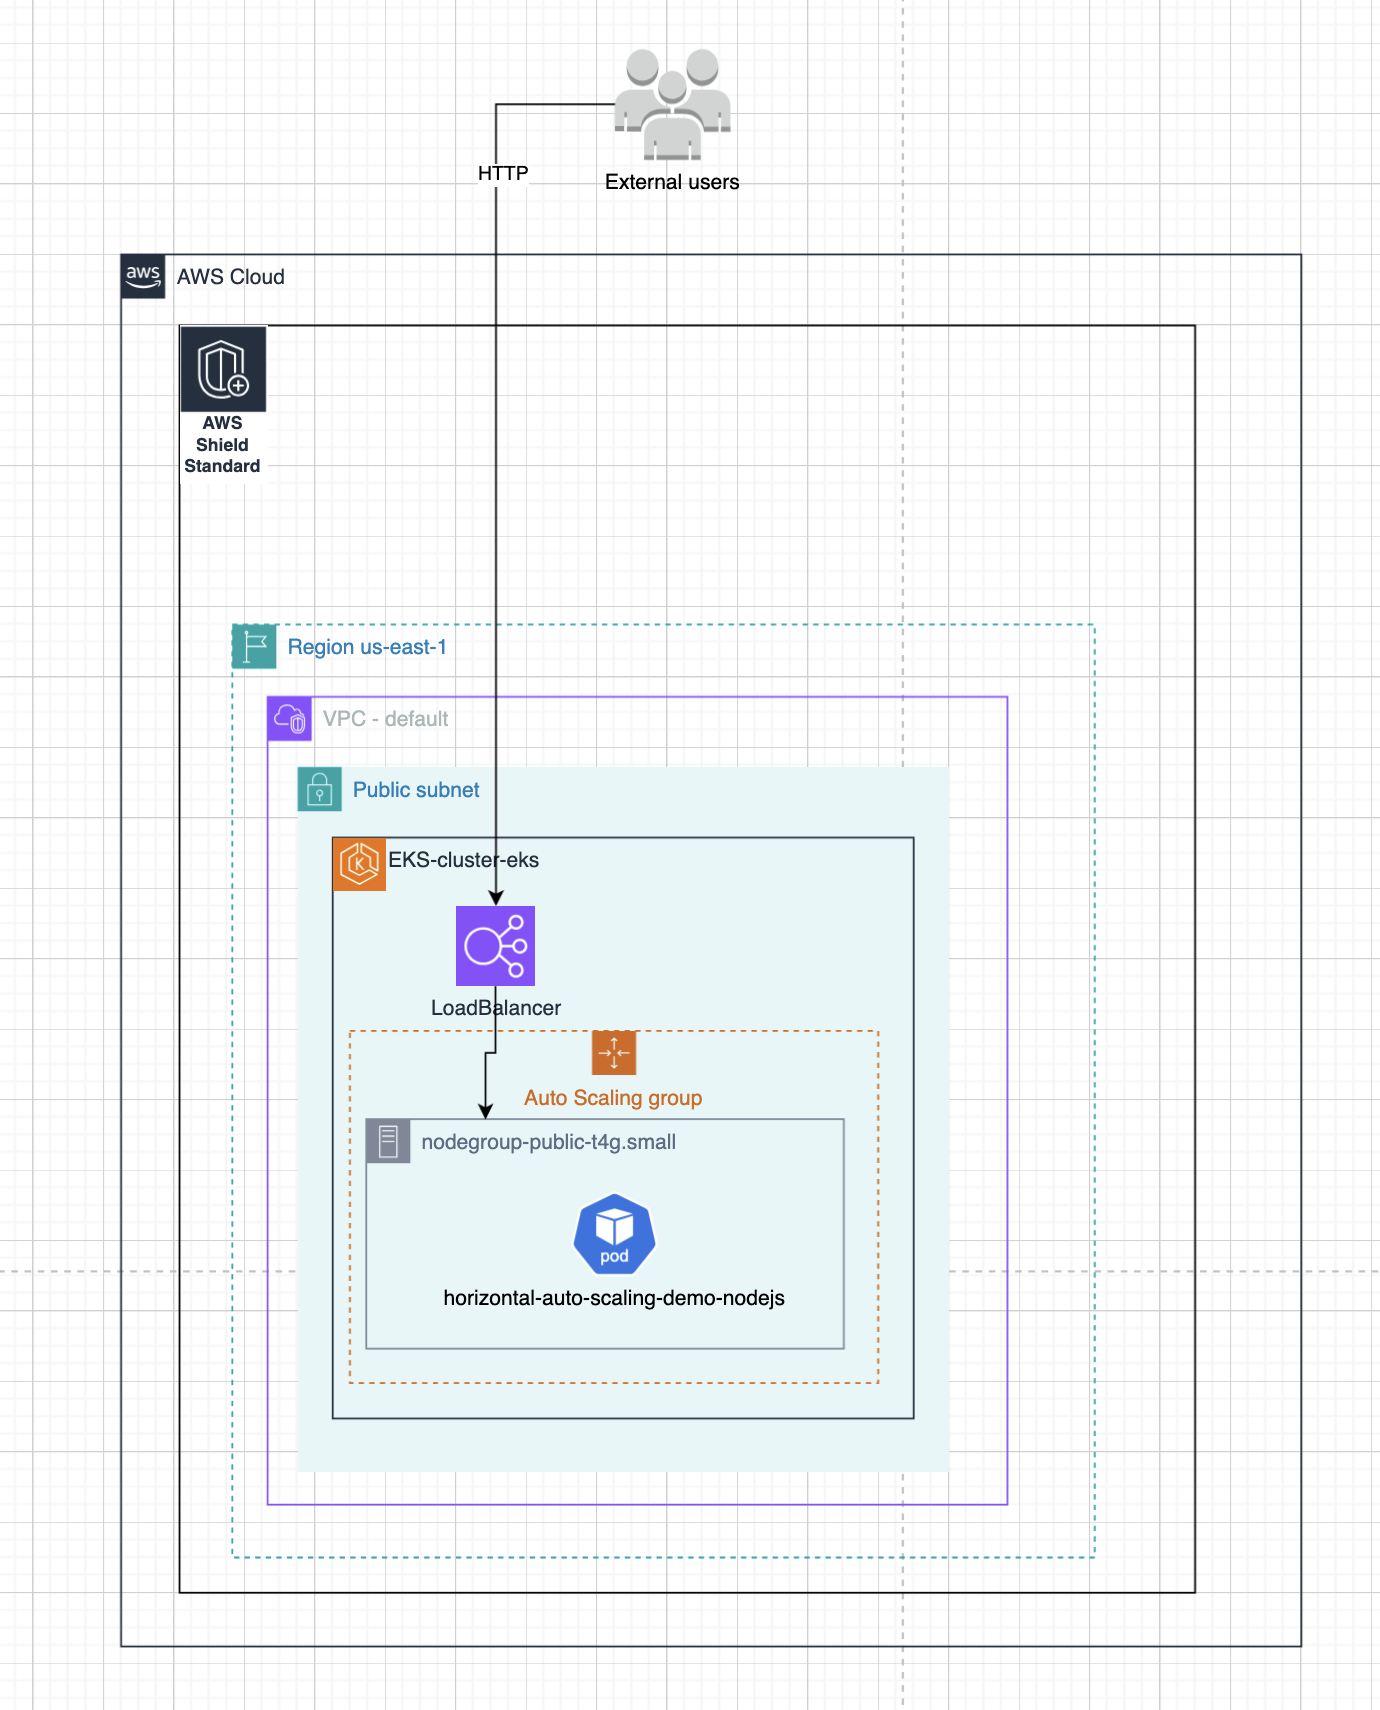 External users
HTTP
aws
AWS Cloud
AWS
Shield
Standard
Region us-east-1
VPC - default
Public subnet
EKS-cluster-eks
K
LoadBalancer
Auto Scaling group
nodegroup-public-t4g.small
pod
horizontal-auto-scaling-demo-nodejs